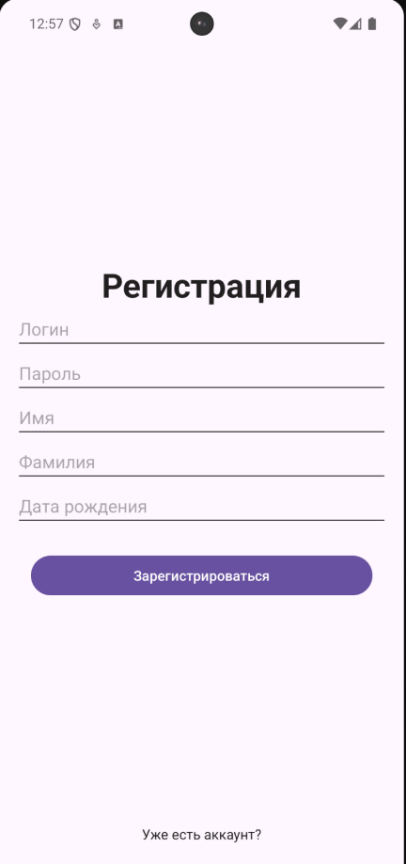 12:57
Регистрация
Логин
Пароль
Имя
Фамилия
Дата рождения
Зарегистрироваться
Уже есть аккаунт?